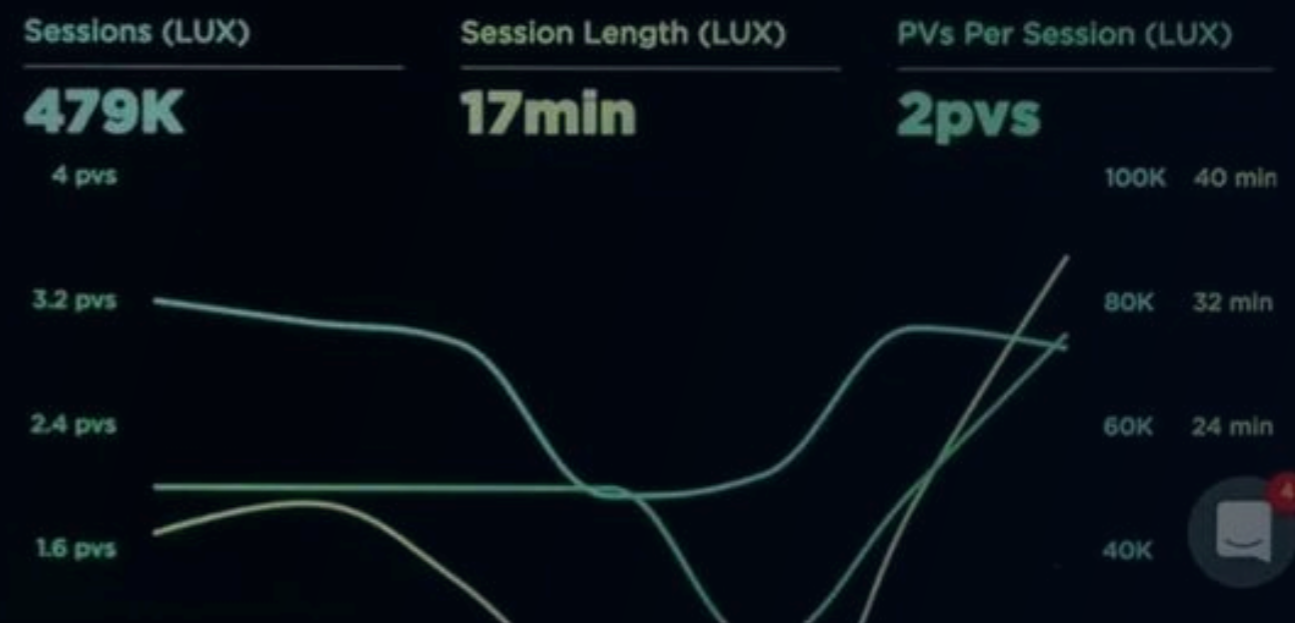 Sessions (LUX)
Session Length (LUX)
PVs Per Session (LUX)
479K
17min
2pvs
4 pvs
100K 40 min
3.2 pvs
80K 32 min
2.4 pvs
60K 24 min
4
1.6 pvs
40K